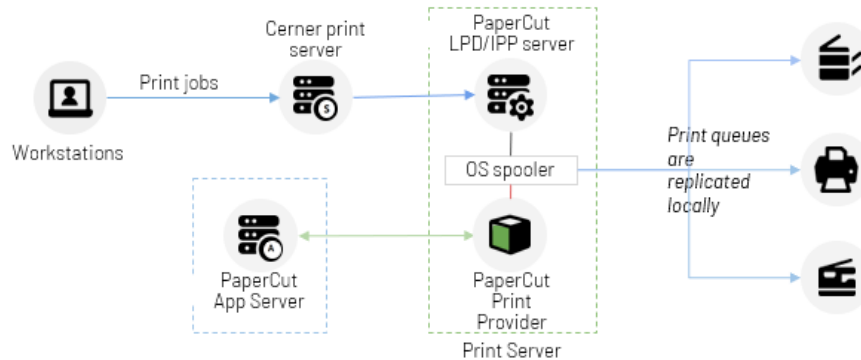 PaperCut
LPD/IPP server
Cerner print
server
Print jobs
S
Workstations
OS spooler
Print queues
are
replicated
locally
A
PaperCut
App Server
PaperCut
Print
Provider
Print Server